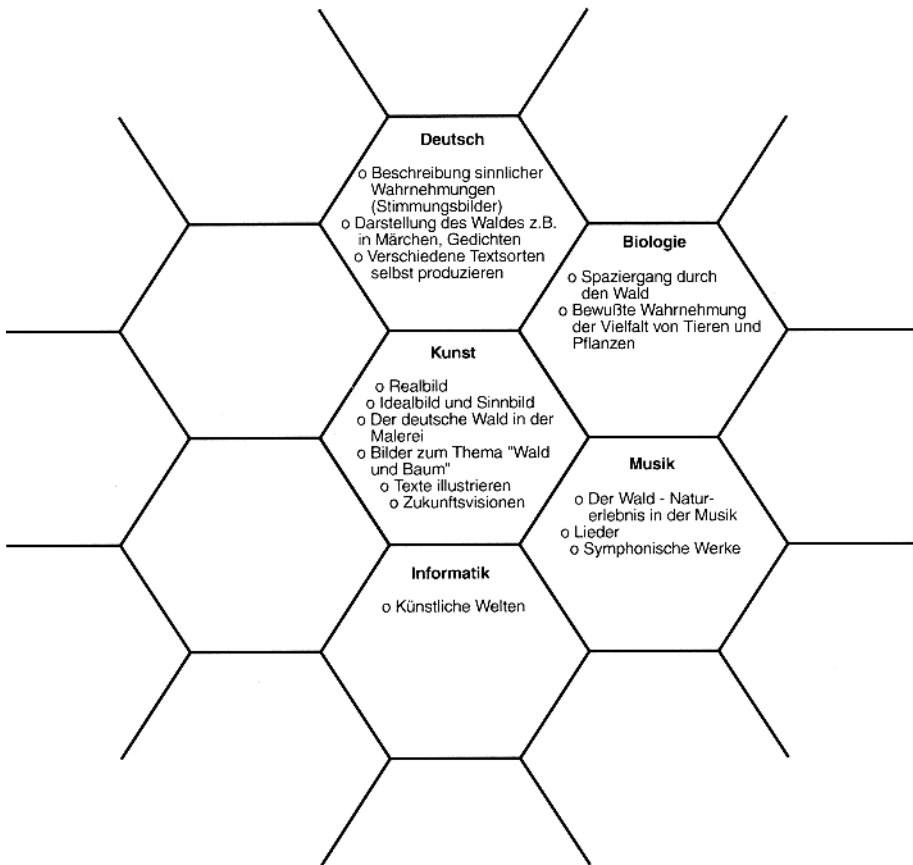 Deutsch
o Beschreibung sinnlicher
Wahrnehmungen
(Stimmungsbilder)
o Darstellung des Waldes z.B.
in Märchen, Gedichten
o Verschiedene Textsorten
selbst produzieren
Biologie
o Spaziergang durch
den Wald
o Bewußte Wahrnehmung
der Vielfalt von Tieren und
Pflanzen
Kunst
o Realbild
o Idealbild und Sinnbild
o Der deutsche Wald in der
Malerei
o Bilder zum Thema "Wald
und Baum"
o Texte illustrieren
o Zukunftsvisionen
Musik
o Der Wald - Natur-
erlebnis in der Musik
o Lieder
o Symphonische Werke
Informatik
o Künstliche Welten